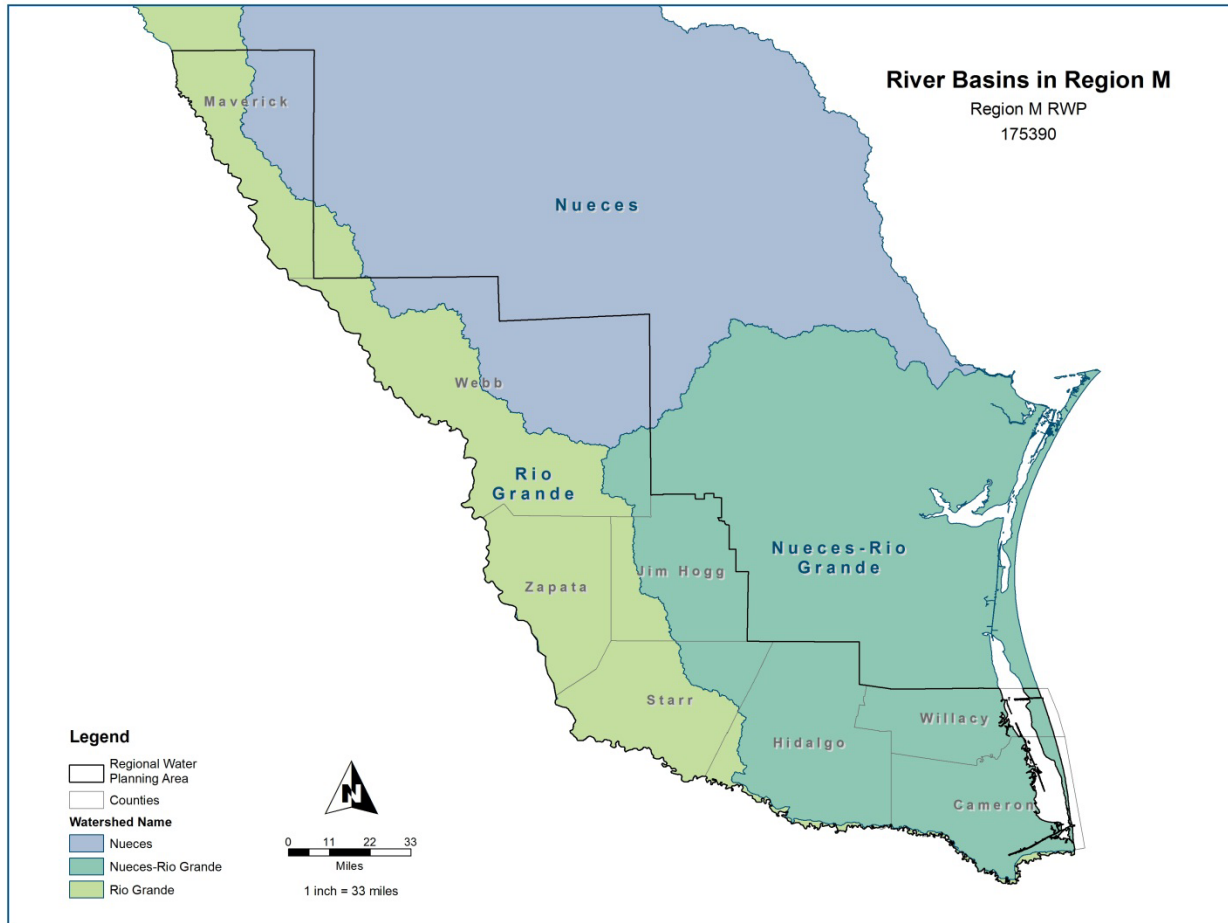 River Basins in Region M
Region M RWP
175390
Maverick
Nueces
Webb
Rio
Grande
Nueces-Rio
Grande
Jim Hogg
Zapata
Starr
Willacy
Hidalgo
Cameron
Legend
Regional Water
Planning Area
Counties
Watershed Name
Nueces
Nueces-Rio Grande
Rio Grande
N
0 11 22 33
Miles
1 inch = 33 miles